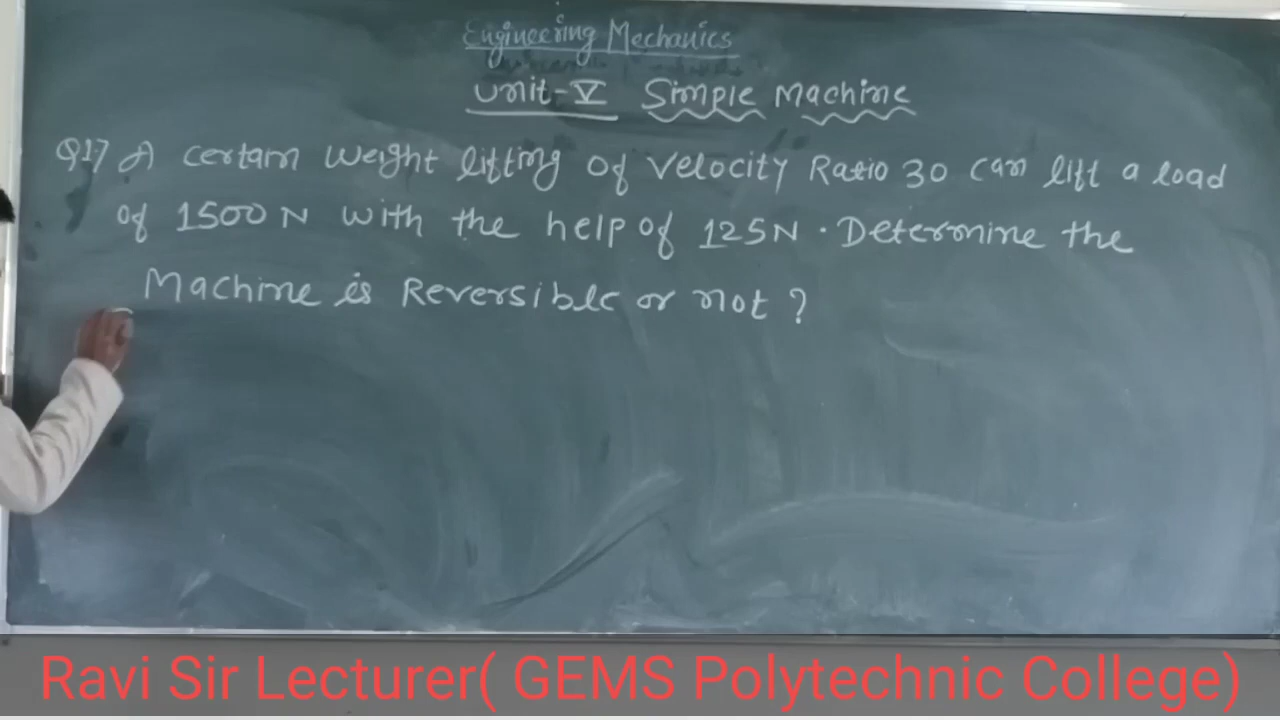 Engineering Mechanics
Unit-V Simple Machine
Q17 A certain weight lifting of velocity Ratio 30 can lift a load
of 1500 N with the help of 125N. Determine the
Machine is Reversible or not?
Ravi Sir Lecturer( GEMS Polytechnic College)